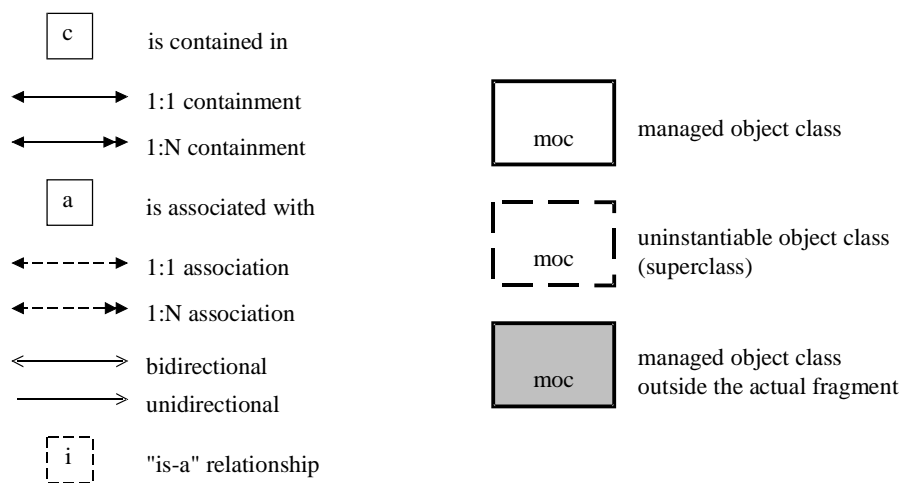 c
is contained in
1:1 containment
1:N containment
a
is associated with
1:1 association
1:N association
bidirectional
unidirectional
i
"is-a" relationship
moc
managed object class
moc
uninstantiable object class
(superclass)
moc
managed object class
outside the actual fragment